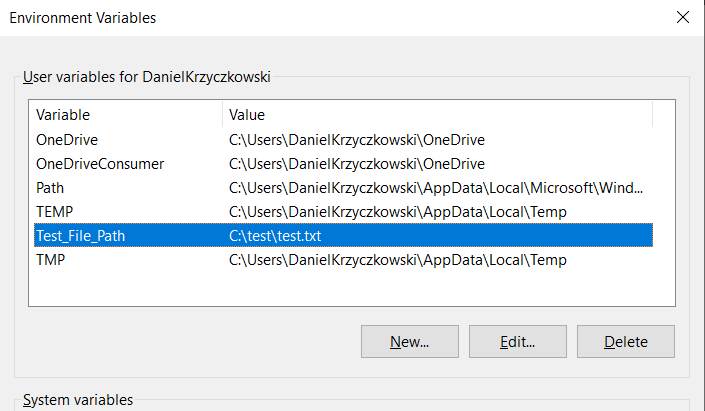 Environment Variables
User variables for DanielKrzyczkowski
Variable Value
OneDrive C:\Users\DanielKrzyczkowski\OneDrive
OneDriveConsumer C:\Users\DanielKrzyczkowski\OneDrive
Path C:\Users\DanielKrzyczkowski\AppData\Local\Microsoft\Wind...
TEMP C:\Users\DanielKrzyczkowski\AppData\Local\Temp
Test_File_Path C:\test\test.txt
TMP C:\Users\DanielKrzyczkowski\AppData\Local\Temp
New... Edit... Delete
System variables